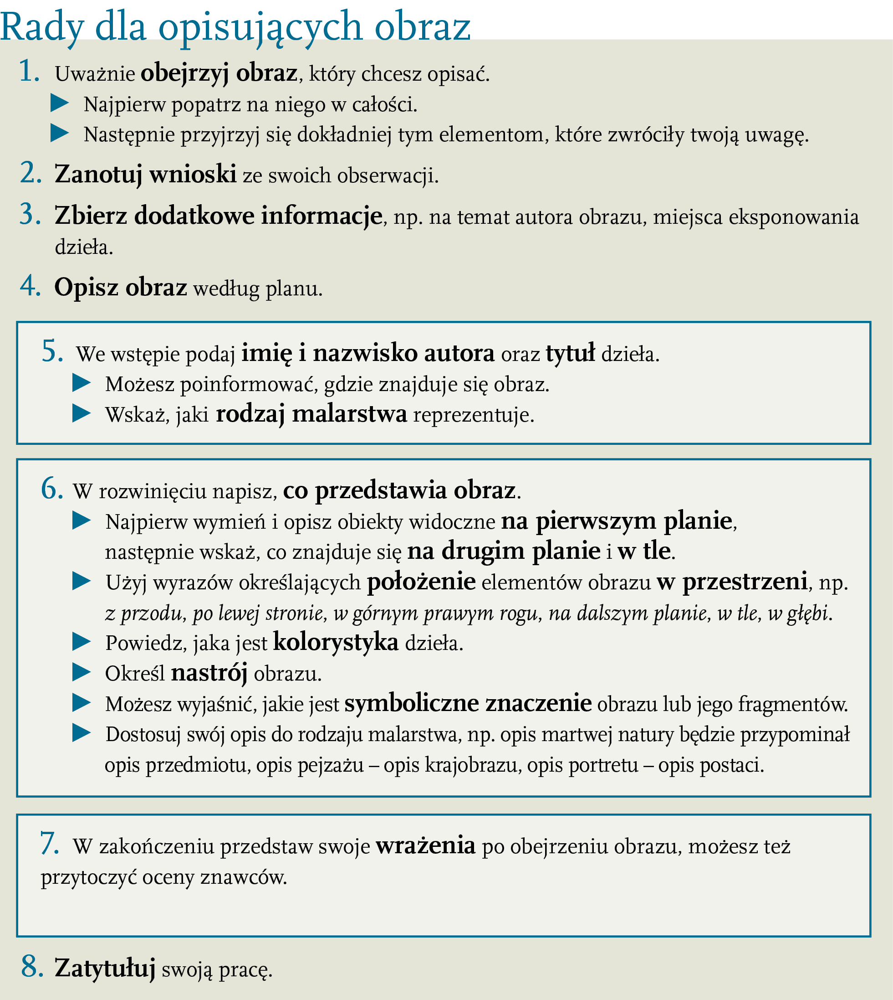 Rady dla opisujących obraz
1. Uważnie obejrzyj obraz, który chcesz opisać.
▶ Najpierw popatrz na niego w całości.
▶ Następnie przyjrzyj się dokładniej tym elementom, które zwróciły twoją uwagę.
2. Zanotuj wnioski ze swoich obserwacji.
3. Zbierz dodatkowe informacje, np. na temat autora obrazu, miejsca eksponowania
dzieła.
4. Opisz obraz według planu.
5. We wstępie podaj imię i nazwisko autora oraz tytuł dzieła.
▶ Możesz poinformować, gdzie znajduje się obraz.
▶ Wskaż, jaki rodzaj malarstwa reprezentuje.
6. W rozwinięciu napisz, co przedstawia obraz.
▶ Najpierw wymień i opisz obiekty widoczne na pierwszym planie,
następnie wskaż, co znajduje się na drugim planie i w tle.
▶ Użyj wyrazów określających położenie elementów obrazu w przestrzeni, np.
z przodu, po lewej stronie, w górnym prawym rogu, na dalszym planie, w tle, w głębi.
▶ Powiedz, jaka jest kolorystyka dzieła.
▶ Określ nastrój obrazu.
▶ Możesz wyjaśnić, jakie jest symboliczne znaczenie obrazu lub jego fragmentów.
▶ Dostosuj swój opis do rodzaju malarstwa, np. opis martwej natury będzie przypominał
opis przedmiotu, opis pejzażu – opis krajobrazu, opis portretu – opis postaci.
7. W zakończeniu przedstaw swoje wrażenia po obejrzeniu obrazu, możesz też
przytoczyć oceny znawców.
8. Zatytułuj swoją pracę.